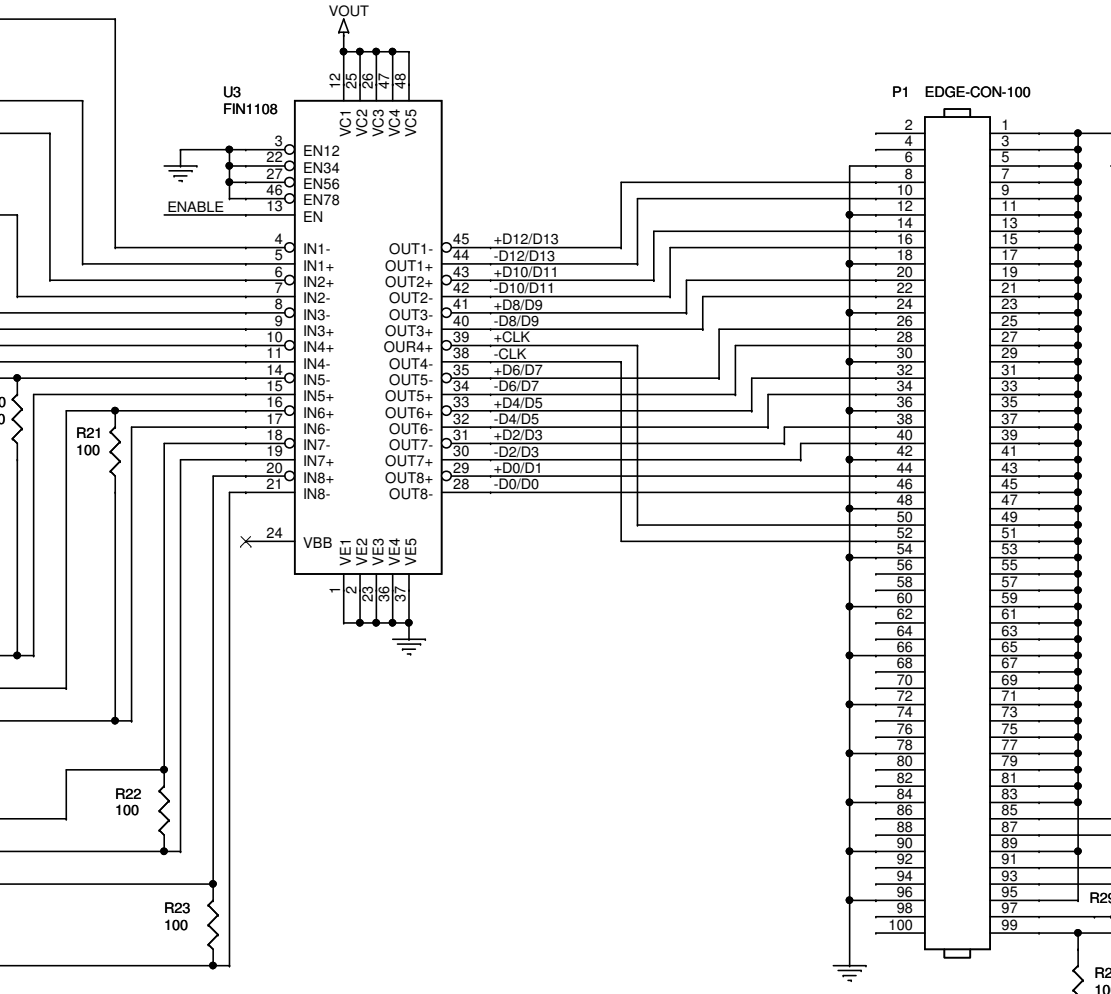 VOUT
12 25 26 47 48
U3
FIN1108
VC1 VC2 VC3 VC4 VC5
3 EN12
22 EN34
27 EN56
46 EN78
ENABLE 13 EN
4 IN1- OUT1- 45 +D12/D13
5 IN1+ OUT1+ 44 -D12/D13
6 IN2+ OUT2+ 43 +D10/D11
7 IN2- OUT2- 42 -D10/D11
8 IN3- OUT3- 41 +D8/D9
9 IN3+ OUT3+ 40 -D8/D9
10 IN4+ OUR4+ 39 +CLK
11 IN4- OUT4- 38 -CLK
14 IN5- OUT5- 35 +D6/D7
15 IN5+ OUT5+ 34 -D6/D7
16 IN6+ OUT6+ 33 +D4/D5
17 IN6- OUT6- 32 -D4/D5
18 IN7- OUT7- 31 +D2/D3
19 IN7+ OUT7+ 30 -D2/D3
20 IN8+ OUT8+ 29 +D0/D1
21 IN8- OUT8- 28 -D0/D0
24 VBB
VE1 VE2 VE3 VE4 VE5
1 2 23 36 37
0
0
R21
100
R22
100
R23
100
P1 EDGE-CON-100
2 1
4 3
6 5
8 7
10 9
12 11
14 13
16 15
18 17
20 19
22 21
24 23
26 25
28 27
30 29
32 31
34 33
36 35
38 37
40 39
42 41
44 43
46 45
48 47
50 49
52 51
54 53
56 55
58 57
60 59
62 61
64 63
66 65
68 67
70 69
72 71
74 73
76 75
78 77
80 79
82 81
84 83
86 85
88 87
90 89
92 91
94 93
96 95
98 97
100 99
R29
R2
10